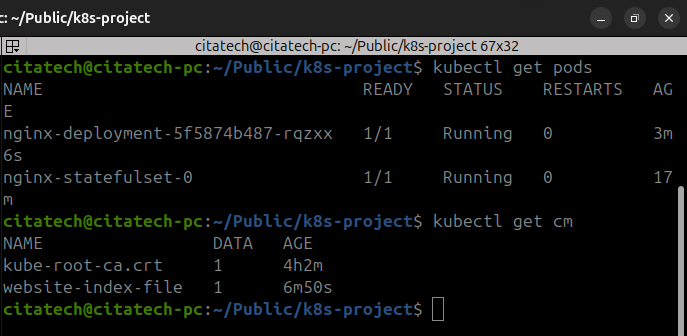 c: ~/Public/k8s-project
citatech@citatech-pc: ~/Public/k8s-project 67x32
citatech@citatech-pc:~/Public/k8s-project$ kubectl get pods
NAME                                READY   STATUS    RESTARTS   AG
E
nginx-deployment-5f5874b487-rqzxx   1/1     Running   0          3m
6s
nginx-statefulset-0                 1/1     Running   0          17
m
citatech@citatech-pc:~/Public/k8s-project$ kubectl get cm
NAME                 DATA   AGE
kube-root-ca.crt     1      4h2m
website-index-file   1      6m50s
citatech@citatech-pc:~/Public/k8s-project$